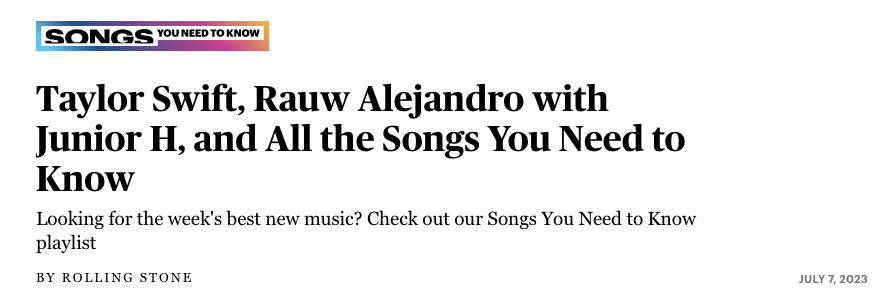 SONGS YOU NEED TO KNOW
Taylor Swift, Rauw Alejandro with
Junior H, and All the Songs You Need to
Know
Looking for the week's best new music? Check out our Songs You Need to Know
playlist
BY ROLLING STONE
JULY 7, 2023